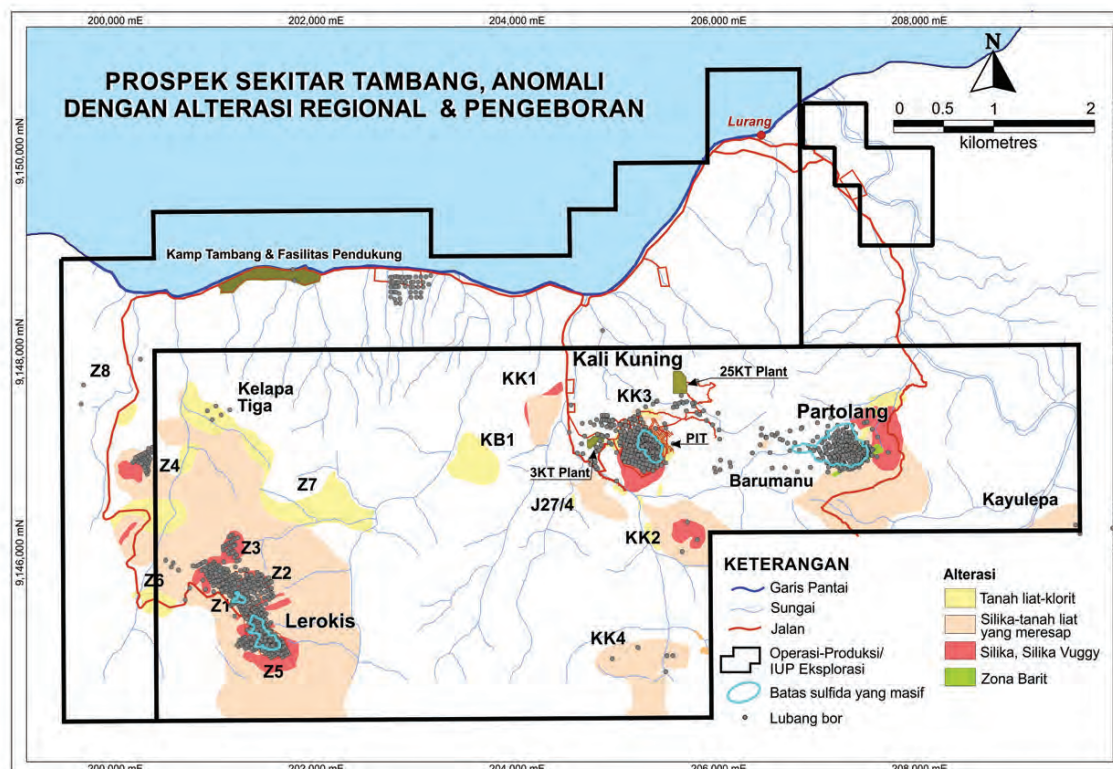 200,000 mE 202,000 mE 204,000 mE 206,000 mE 208,000 mE
PROSPEK SEKITAR TAMBANG, ANOMALI
DENGAN ALTERASI REGIONAL & PENGEBORAN
N
0 0.5 1 2
kilometres
Lurang
9,150,000 mN
Kamp Tambang & Fasilitas Pendukung
9,148,000 mN
Z8
Kelapa
Tiga
KK1
Kali Kuning
25KT Plant
KK3
Partolang
KB1
PIT
Z4
3KT Plant
Z7
Barumanu
J27/4
Kayulepa
KK2
9,146,000 mN
Z3
Z6
Z2
Z1
Lerokis
KK4
Z5
KETERANGAN
Garis Pantai
Sungai
Jalan
Operasi-Produksi/
IUP Eksplorasi
Batas sulfida yang masif
Lubang bor
Alterasi
Tanah liat-klorit
Silika-tanah liat
yang meresap
Silika, Silika Vuggy
Zona Barit
200,000 mE 202,000 mE 204,000 mE 206,000 mE 208,000 mE